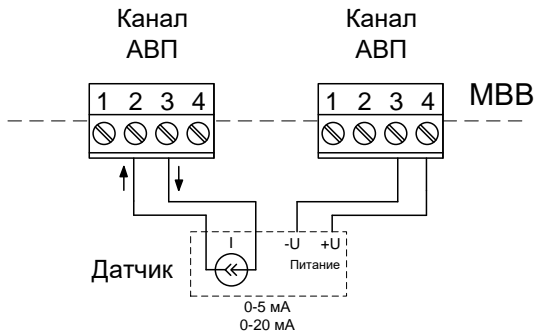 Канал
АВП
Канал
АВП
1 2 3 4
1 2 3 4
МВВ
I
-U +U
Питание
Датчик
0-5 мА
0-20 мА